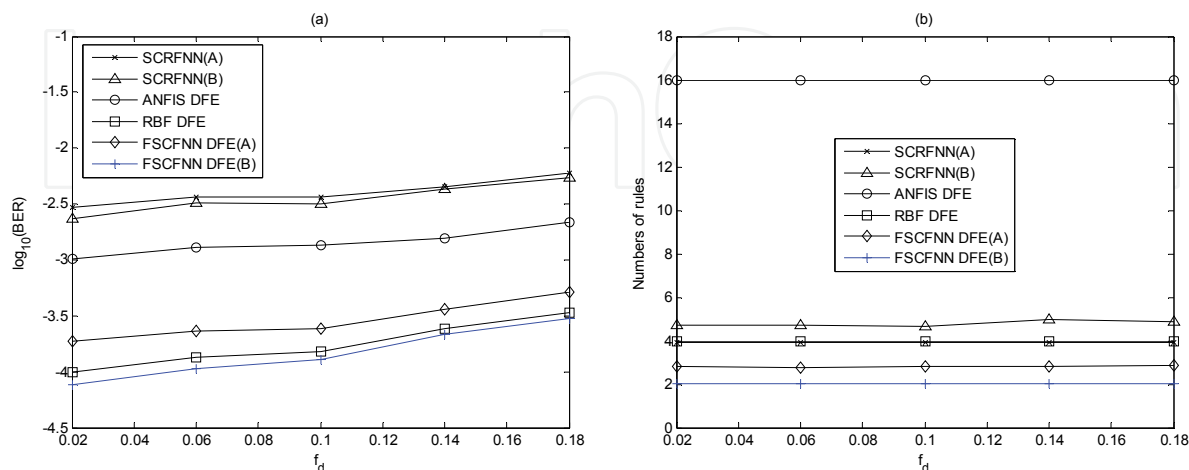 (a)
-1
-1.5
-2
-2.5
-3
-3.5
-4
-4.5
log10(BER)
SCRFNN(A)
SCRFNN(B)
ANFIS DFE
RBF DFE
FSCFNN DFE(A)
FSCFNN DFE(B)
0.02 0.04 0.06 0.08 0.1 0.12 0.14 0.16 0.18
f_d
(b)
18
16
14
12
10
8
6
4
2
0
Numbers of rules
SCRFNN(A)
SCRFNN(B)
ANFIS DFE
RBF DFE
FSCFNN DFE(A)
FSCFNN DFE(B)
0.02 0.04 0.06 0.08 0.1 0.12 0.14 0.16 0.18
f_d